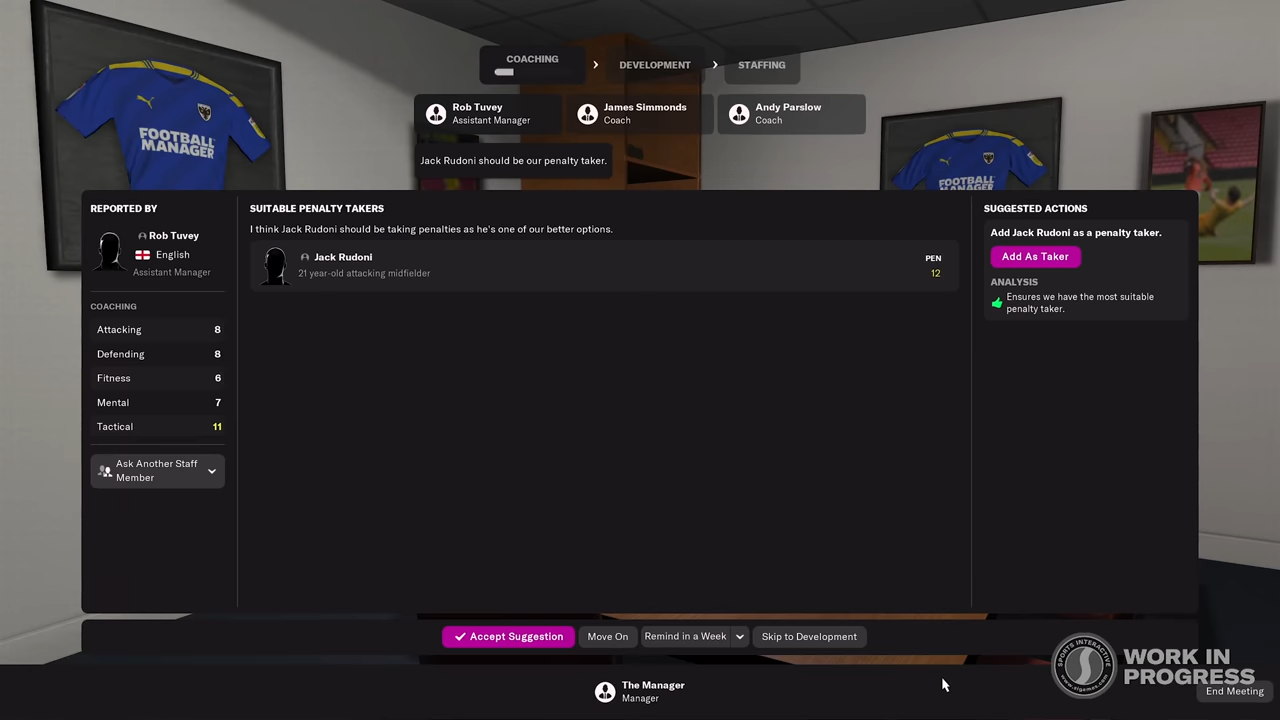 COACHING
DEVELOPMENT
STAFFING
Rob Tuvey
Assistant Manager
James Simmonds
Coach
Andy Parslow
Coach
Jack Rudoni should be our penalty taker.
FOOTBALL
MANAGER
FOOTBALL
MANAGER
REPORTED BY
Rob Tuvey
English
Assistant Manager
COACHING
Attacking 8
Defending 8
Fitness 6
Mental 7
Tactical 11
Ask Another Staff
Member
SUITABLE PENALTY TAKERS
I think Jack Rudoni should be taking penalties as he's one of our better options.
Jack Rudoni
21 year-old attacking midfielder
PEN
12
SUGGESTED ACTIONS
Add Jack Rudoni as a penalty taker.
Add As Taker
ANALYSIS
Ensures we have the most suitable
penalty taker.
Accept Suggestion
Move On
Remind in a Week
Skip to Development
The Manager
Manager
SPORTS INTERACTIVE
www.sigames.com
WORK IN
PROGRESS
End Meeting